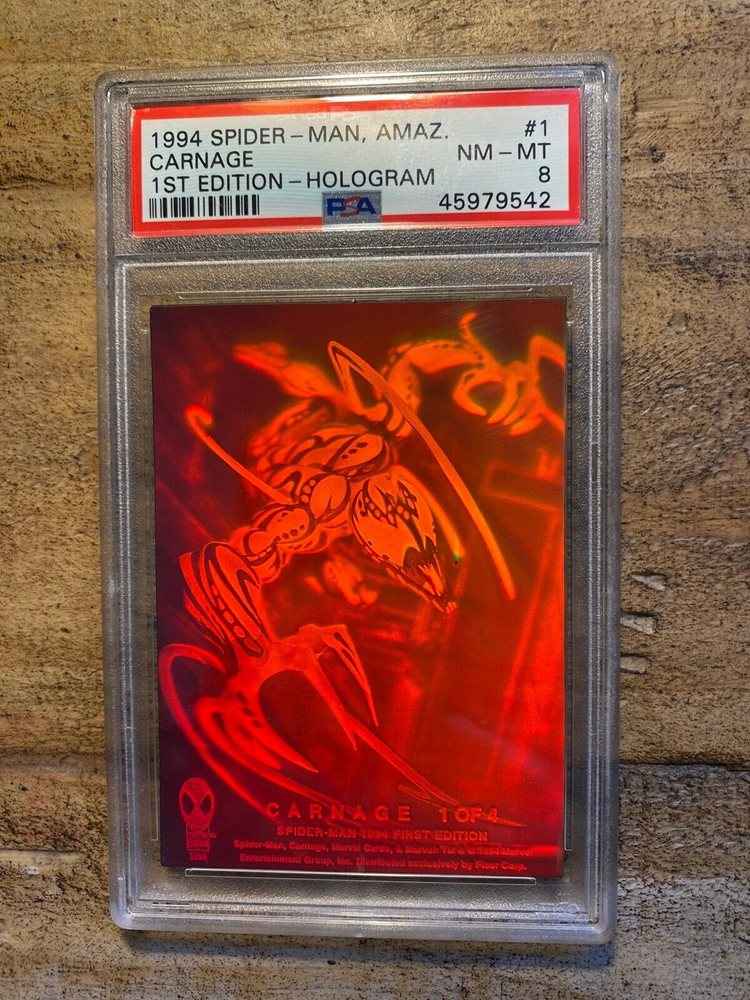 1994 SPIDER-MAN, AMAZ. #1
CARNAGE NM-MT
1ST EDITION-HOLOGRAM 8
PSA 45979542
CARNAGE 1 OF 4
SPIDER-MAN 1994 FIRST EDITION
Spider-Man, Carnage, Marvel Cards, & Marvel: TM & © 1994 Marvel
Entertainment Group, Inc. Distributed exclusively by Fleer Corp.